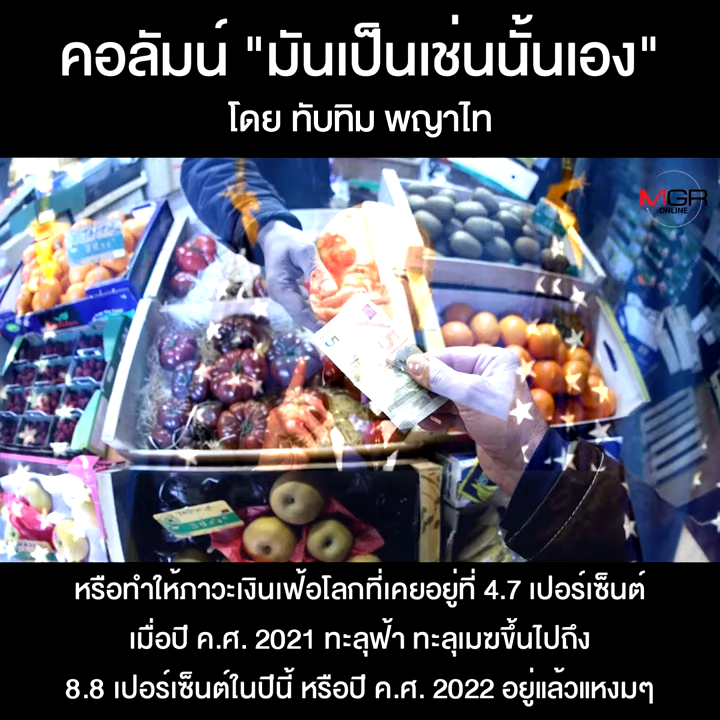 คอลัมน์ "มันเป็นเช่นนั้นเอง"
โดย ทับทิม พญาไท
MGR
ONLINE
5
หรือทำให้ภาวะเงินเฟ้อโลกที่เคยอยู่ที่ 4.7 เปอร์เซ็นต์
เมื่อปี ค.ศ. 2021 ทะลุฟ้า ทะลุเมฆขึ้นไปถึง
8.8 เปอร์เซ็นต์ในปีนี้ หรือปี ค.ศ. 2022 อยู่แล้วแหงมๆ